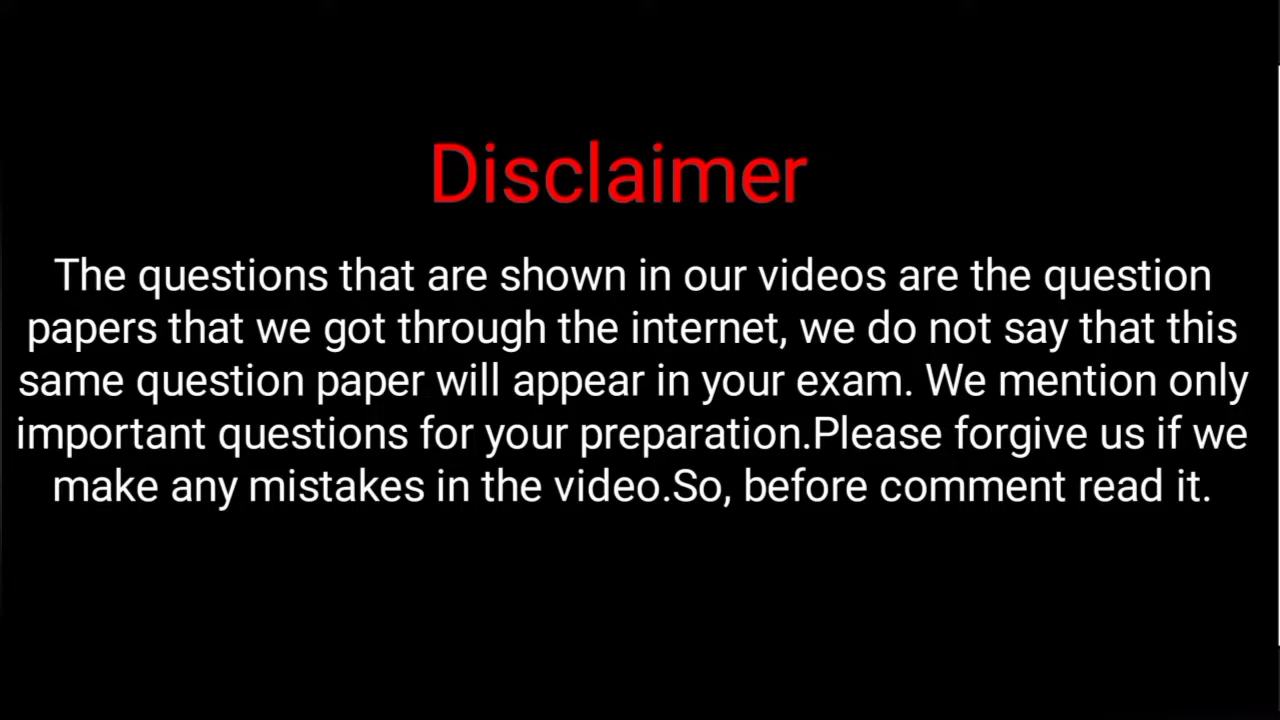 Disclaimer
The questions that are shown in our videos are the question
papers that we got through the internet, we do not say that this
same question paper will appear in your exam. We mention only
important questions for your preparation.Please forgive us if we
make any mistakes in the video.So, before comment read it.